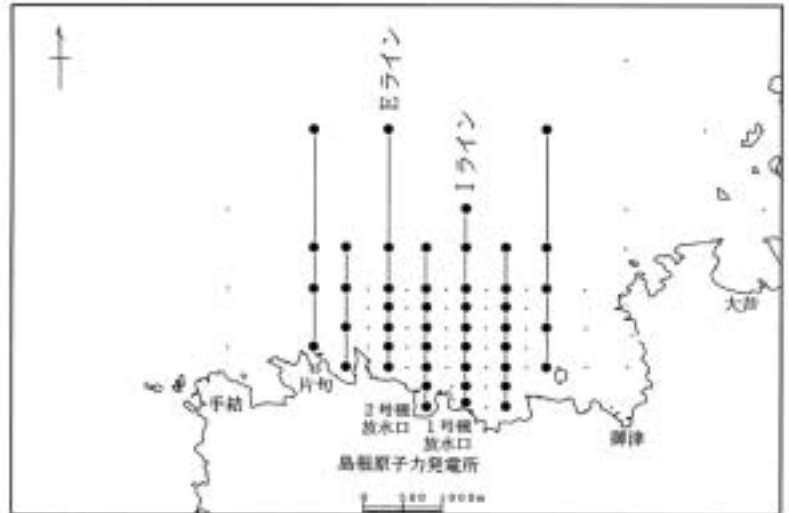 Eライン
Iライン
大芦
片句
手結
2号機
放水口
1号機
放水口
御津
島根原子力発電所
0 500 1000m